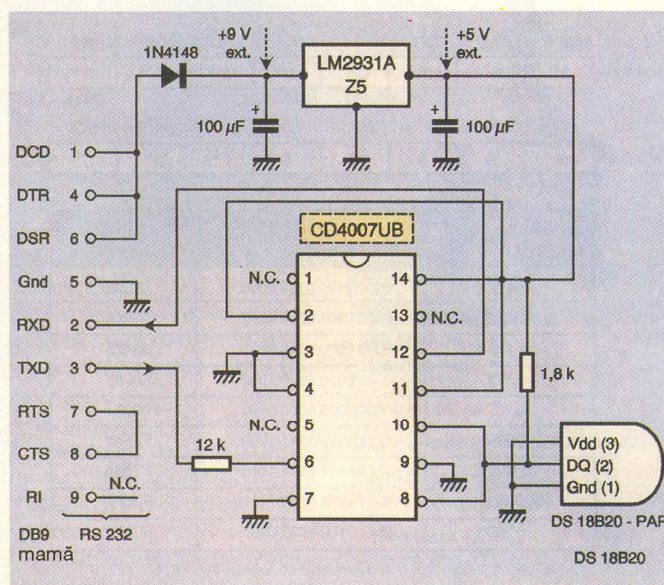 +9 V
ext.
+5 V
ext.
1N4148
LM2931A
Z5
+
100 µF
+
100 µF
DCD 1
DTR 4
DSR 6
Gnd 5
RXD 2
TXD 3
RTS 7
CTS 8
RI 9 N.C.
DB9 RS 232
mamă
12 k
CD4007UB
N.C. 1
2
3
4
N.C. 5
6
7
14
13 N.C.
12
11
10
9
8
1,8 k
Vdd (3)
DQ (2)
Gnd (1)
DS 18B20 - PAR
DS 18B20